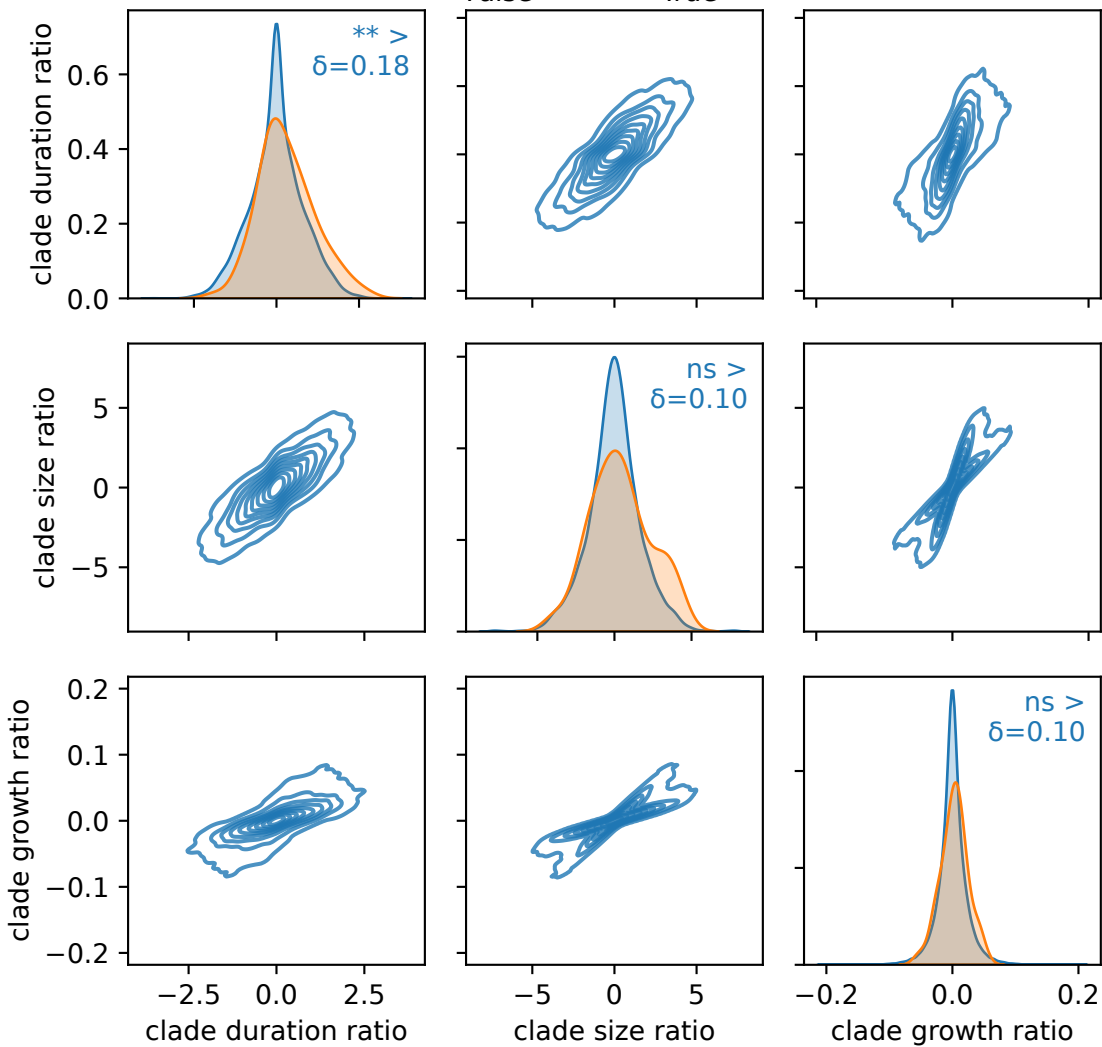 clade duration ratio
0.6
0.4
0.2
0.0
** >
δ=0.18
clade size ratio
5
0
−5
ns >
δ=0.10
clade growth ratio
0.2
0.1
0.0
−0.1
−0.2
ns >
δ=0.10
−2.5 0.0 2.5
−5 0 5
−0.2 0.0 0.2
clade duration ratio
clade size ratio
clade growth ratio